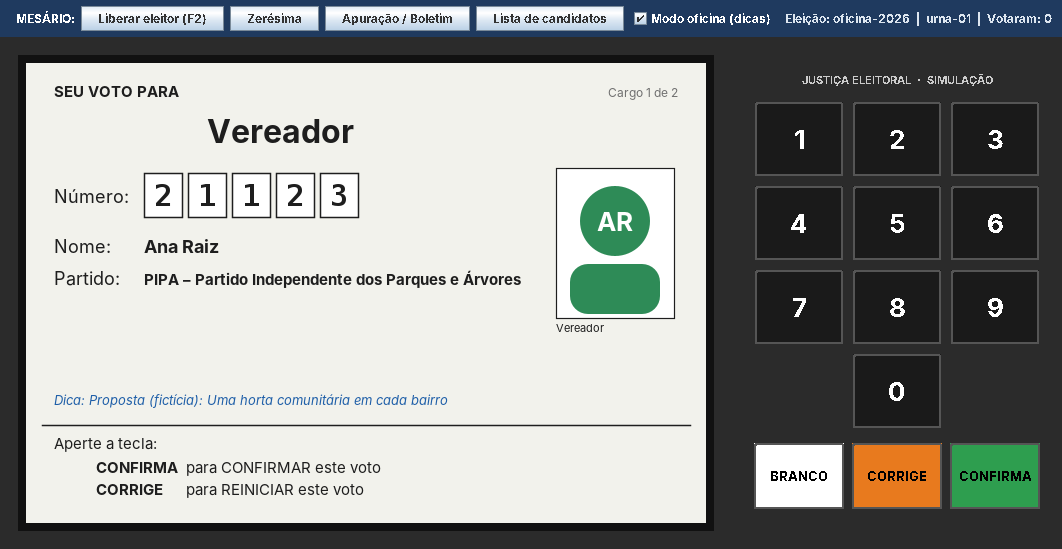 MESÁRIO: Liberar eleitor (F2) Zerésima Apuração / Boletim Lista de candidatos Modo oficina (dicas) Eleição: oficina-2026 | urna-01 | Votaram: 0
SEU VOTO PARA
Cargo 1 de 2
Vereador
Número: 2 1 1 2 3
AR
Nome: Ana Raiz
Partido: PIPA – Partido Independente dos Parques e Árvores
Vereador
Dica: Proposta (fictícia): Uma horta comunitária em cada bairro
Aperte a tecla:
CONFIRMA para CONFIRMAR este voto
CORRIGE para REINICIAR este voto
JUSTIÇA ELEITORAL · SIMULAÇÃO
1 2 3
4 5 6
7 8 9
0
BRANCO CORRIGE CONFIRMA